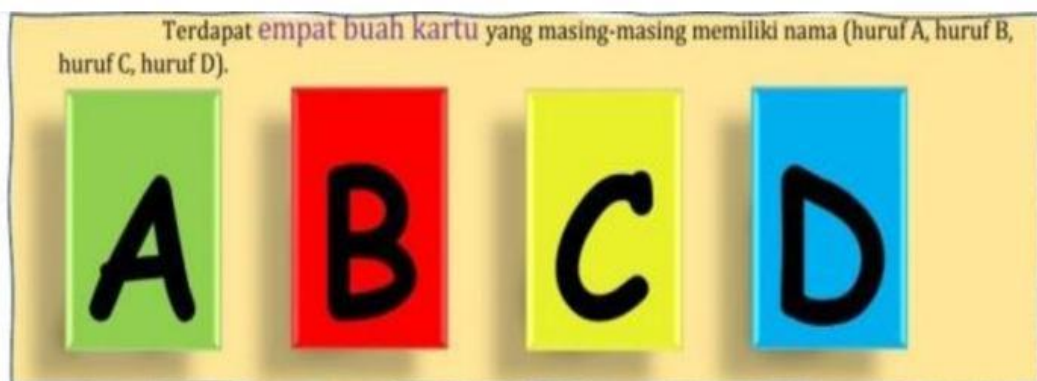 Terdapat empat buah kartu yang masing-masing memiliki nama (huruf A, huruf B,
huruf C, huruf D).
A B C D